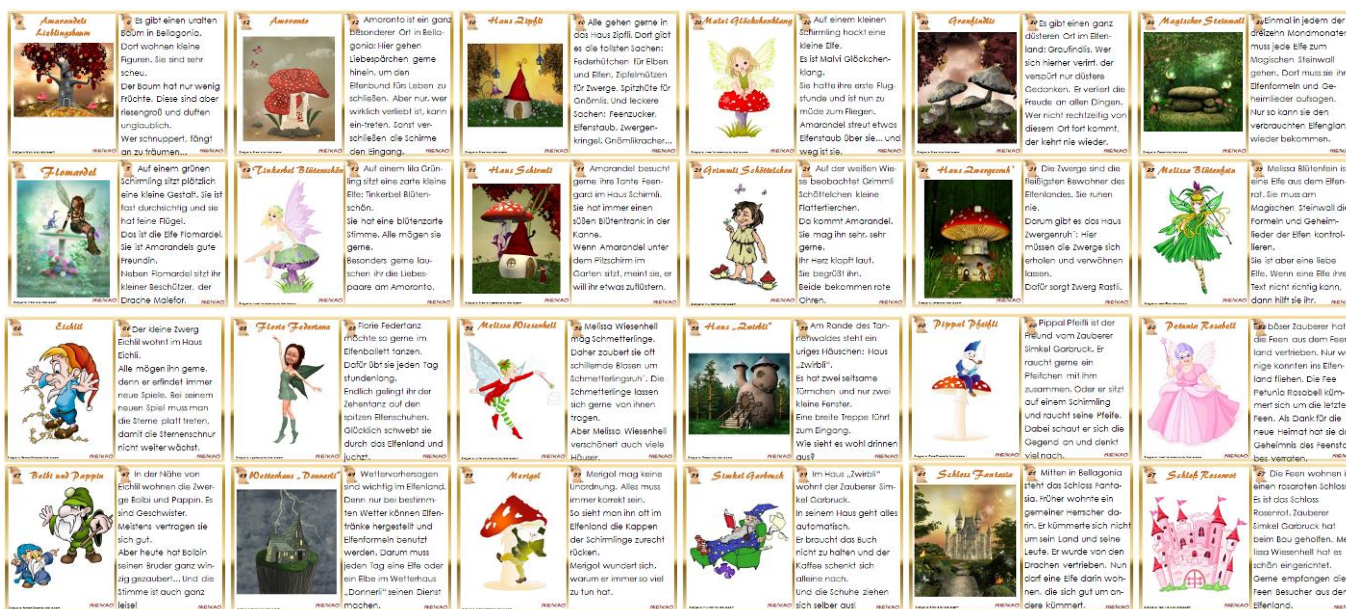 Amarandels
Lieblingsbaum
Es gibt einen uralten
Baum in Bellagonia.
Dort wohnen kleine
Figuren. Sie sind sehr
scheu.
Der Baum hat nur wenig
Früchte. Diese sind aber
riesengroß und duften
unglaublich.
Wer schnuppert, fängt
an zu träumen...
Amoronto
Amoronto ist ein ganz
besonderer Ort in Bella-
gonia: Hier gehen
Liebespärchen gerne
hinein, um den
Elfenbund fürs Leben zu
schließen. Aber nur, wer
wirklich verliebt ist, kann
ein-treten. Sonst ver-
schließen die Schirme
den Eingang.
Haus Zipfli
Alle gehen gerne in
das Haus Zipfli. Dort gibt
es die tollsten Sachen:
Federhütchen für Elben
und Elfen, Zipfelmützen
für Zwerge, Spitzhüte für
Gnömlis. Und leckere
Sachen: Feenzucker,
Elfenstaub, Zwergen-
kringel, Gnömlikracher...
Malvi Glöckchenklang
Auf einem kleinen
Schirmling hockt eine
kleine Elfe.
Es ist Malvi Glöckchen-
klang.
Sie hatte ihre erste Flug-
stunde und ist nun zu
müde zum Fliegen.
Amarandel streut etwas
Elfenstaub über sie... und
weg ist sie.
Graufindlis
Es gibt einen ganz
düsteren Ort im Elfen-
land: Graufindlis. Wer
sich hierher verirrt, der
verspürt nur düstere
Gedanken. Er verliert die
Freude an allen Dingen.
Wer nicht rechtzeitig von
diesem Ort fort kommt,
der kehrt nie wieder.
Magischer Steinwall
Einmal in jedem der
dreizehn Mondmonate
muss jede Elfe zum
Magischen Steinwall
gehen. Dort muss sie ihr
Elfenformeln und Ge-
heimlieder aufsagen.
Nur so kann sie den
verbrauchten Elfenglan
wieder bekommen.
Flomardel
Auf einem grünen
Schirmling sitzt plötzlich
eine kleine Gestalt. Sie ist
fast durchsichtig und sie
hat feine Flügel.
Das ist die Elfe Flomardel.
Sie ist Amarandels gute
Freundin.
Neben Flomardel sitzt ihr
kleiner Beschützer, der
Drache Malefor.
Tinkerbel Blütenschön
Auf einem lila Grün-
ling sitzt eine zarte kleine
Elfe: Tinkerbel Blüten-
schön.
Sie hat eine blütenzarte
Stimme. Alle mögen sie
gerne.
Besonders gerne lau-
schen ihr die Liebes-
paare am Amoronto.
Haus Schirmli
Amarandel besucht
gerne ihre Tante Feen-
gard im Haus Schirmli.
Sie hat immer einen
süßen Blütentrank in der
Kanne.
Wenn Amarandel unter
dem Pilzschirm im
Garten sitzt, meint sie, er
will ihr etwas zuflüstern.
Grimmli Schöttelchen
Auf der weißen Wie-
se beobachtet Grimmli
Schöttelchen kleine
Flattertierchen.
Da kommt Amarandel.
Sie mag ihn sehr, sehr
gerne.
Ihr Herz klopft laut.
Sie begrüßt ihn.
Beide bekommen rote
Ohren.
Haus Zwergenruh'
Die Zwerge sind die
fleißigsten Bewohner des
Elfenlandes. Sie ruhen
nie.
Darum gibt es das Haus
Zwergenruh': Hier
müssen die Zwerge sich
erholen und verwöhnen
lassen.
Dafür sorgt Zwerg Rastli.
Melissa Blütenfein
Melissa Blütenfein ist
eine Elfe aus dem Elfen-
rat. Sie muss am
Magischen Steinwall die
Formeln und Geheim-
lieder der Elfen kontrol-
lieren.
Sie ist aber eine liebe
Elfe. Wenn eine Elfe ihre
Text nicht richtig kann,
dann hilft sie ihr.
Eichlil
Der kleine Zwerg
Eichlil wohnt im Haus
Eichli.
Alle mögen ihn gerne,
denn er erfindet immer
neue Spiele. Bei seinem
neuen Spiel muss man
die Sterne platt treten,
damit die Sternenschnur
nicht weiter wächst.
Florie Federtanz
Florie Federtanz
möchte so gerne im
Elfenballett tanzen.
Dafür übt sie jeden Tag
stundenlang.
Endlich gelingt ihr der
Zehentanz auf den
spitzen Elfenschuhen.
Glücklich schwebt sie
durch das Elfenland und
juchzt.
Melissa Wiesenhell
Melissa Wiesenhell
mag Schmetterlinge.
Daher zaubert sie oft
schillernde Blasen um
Schmetterlingsruh'. Die
Schmetterlinge lassen
sich gerne von ihnen
tragen.
Aber Melissa Wiesenhell
verschönert auch viele
Häuser.
Haus „Zwirbli"
Am Rande des Tan-
nenwaldes steht ein
uriges Häuschen: Haus
„Zwirbli".
Es hat zwei seltsame
Türmchen und nur zwei
kleine Fenster.
Eine breite Treppe führt
zum Eingang.
Wie sieht es wohl drinnen
aus?
Pippal Pfeifli
Pippal Pfeifli ist der
Freund vom Zauberer
Simkel Garbruck. Er
raucht gerne ein
Pfeifchen mit ihm
zusammen. Oder er sitzt
auf einem Schirmling
und raucht seine Pfeife.
Dabei schaut er sich die
Gegend an und denkt
viel nach.
Petunia Rosabell
böser Zauberer hat
die Feen aus dem Feen
land vertrieben. Nur we
nige konnten ins Elfen-
land fliehen. Die Fee
Petunia Rosabell küm-
mert sich um die letzte
Feen. Als Dank für die
neue Heimat hat sie da
Geheimnis des Feensta
bes verraten.
Bolbi und Pappin
In der Nähe von
Eichlil wohnen die Zwer-
ge Bolbi und Pappin. Es
sind Geschwister.
Meistens vertragen sie
sich gut.
Aber heute hat Bolbin
seinen Bruder ganz win-
zig gezaubert... Und die
Stimme ist auch ganz
leise!
Wetterhaus „Donnerli"
Wettervorhersagen
sind wichtig im Elfenland.
Denn nur bei bestimm-
ten Wetter können Elfen-
tränke hergestellt und
Elfenformeln benutzt
werden. Darum muss
jeden Tag eine Elfe oder
ein Elbe im Wetterhaus
„Donnerli" seinen Dienst
machen.
Merigol
Merigol mag keine
Unordnung. Alles muss
immer korrekt sein.
So sieht man ihn oft im
Elfenland die Kappen
der Schirmlinge zurecht
rücken.
Merigol wundert sich,
warum er immer so viel
zu tun hat.
Simkel Garbruck
Im Haus „Zwirbli"
wohnt der Zauberer Sim-
kel Garbruck.
In seinem Haus geht alles
automatisch.
Er braucht das Buch
nicht zu halten und der
Kaffee schenkt sich
alleine nach.
Und die Schuhe ziehen
sich selber aus!
Schloss Fantasia
Mitten in Bellagonia
steht das Schloss Fanta-
sia. Früher wohnte ein
gemeiner Herrscher da-
rin. Er kümmerte sich nicht
um sein Land und seine
Leute. Er wurde von den
Drachen vertrieben. Nun
darf eine Elfe darin woh-
nen, die sich gut um an-
dere kümmert.
Schloß Rosenrot
Die Feen wohnen in
einen rosaroten Schloss
Es ist das Schloss
Rosenrot. Zauberer
Simkel Garbruck hat
beim Bau geholfen. Me
lissa Wiesenhell hat es
schön eingerichtet.
Gerne empfangen die
Feen Besucher aus dem
Elfenland.